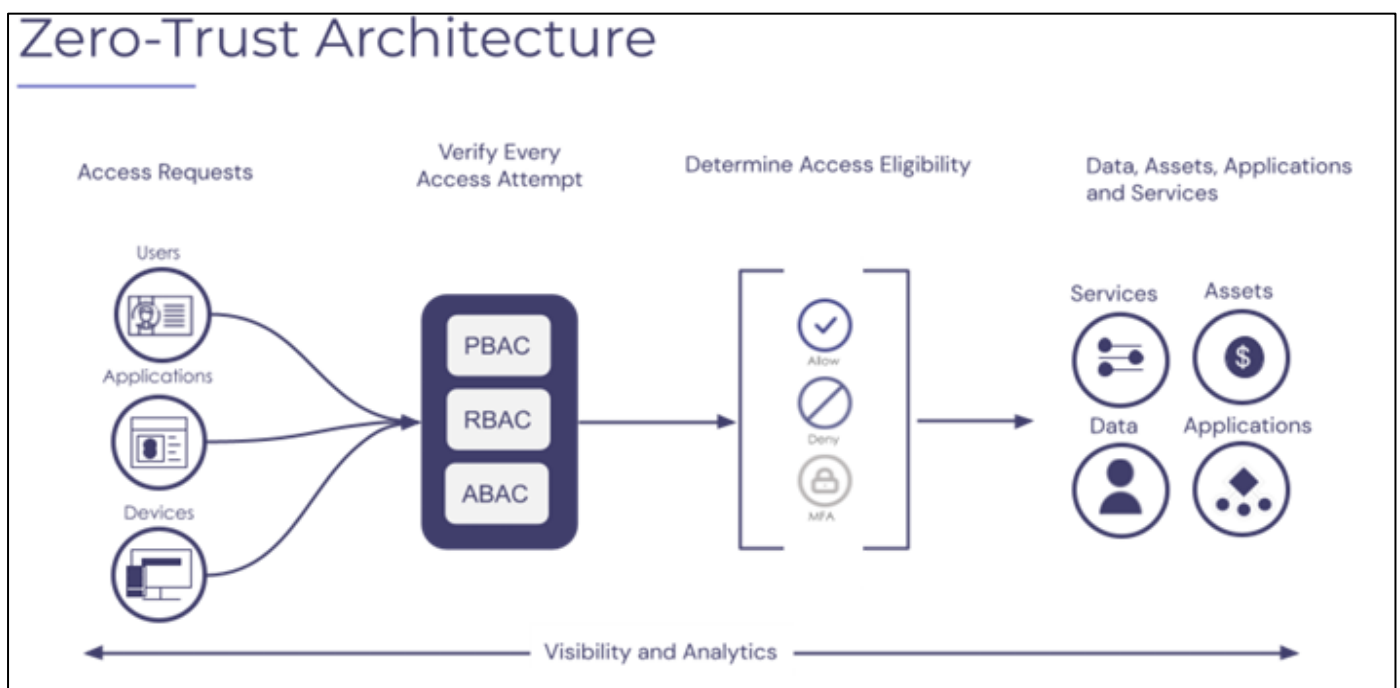 Zero-Trust Architecture
Access Requests
Verify Every
Access Attempt
Determine Access Eligibility
Data, Assets, Applications
and Services
Users
Applications
Devices
PBAC
RBAC
ABAC
Allow
Deny
MFA
Services
Assets
$
Data
Applications
Visibility and Analytics